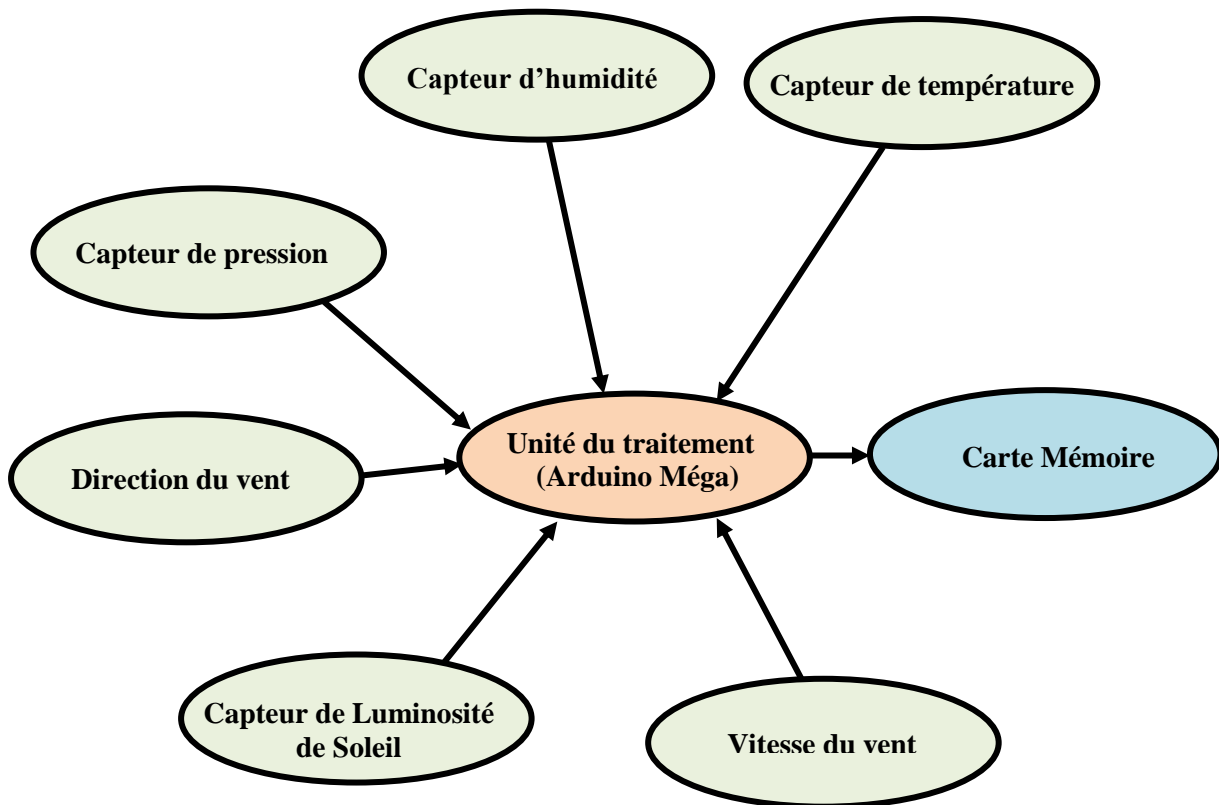 Capteur d’humidité
Capteur de température
Capteur de pression
Unité du traitement
(Arduino Méga)
Carte Mémoire
Direction du vent
Capteur de Luminosité
de Soleil
Vitesse du vent